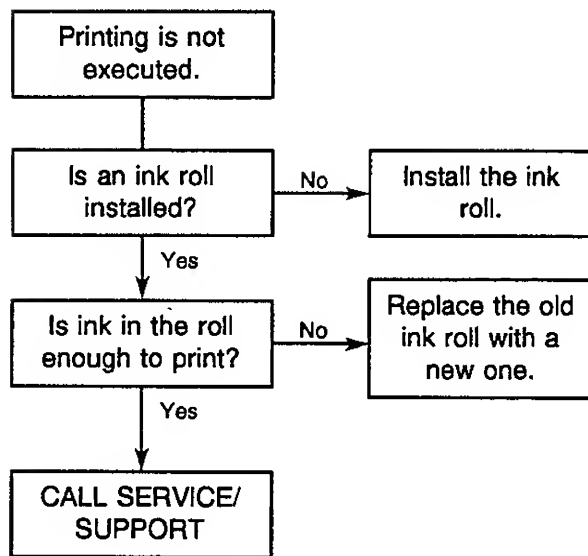 Printing is not
executed.
Is an ink roll
installed?
No
Install the ink
roll.
Yes
Is ink in the roll
enough to print?
No
Replace the old
ink roll with a
new one.
Yes
CALL SERVICE/
SUPPORT